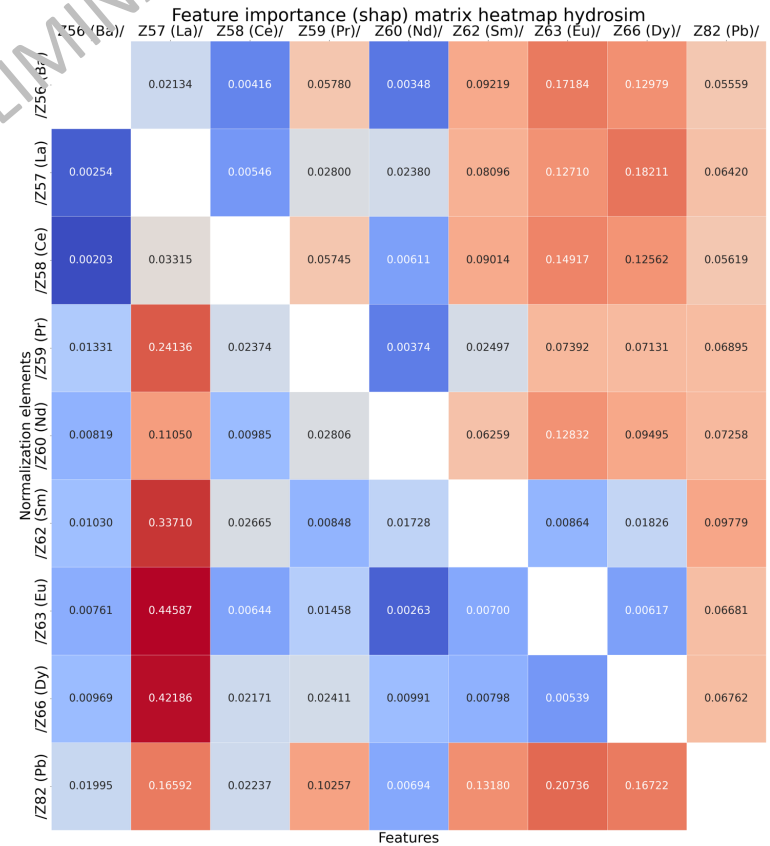 Feature importance (shap) matrix heatmap hydrosim
Z56 (Ba)/ Z57 (La)/ Z58 (Ce)/ Z59 (Pr)/ Z60 (Nd)/ Z62 (Sm)/ Z63 (Eu)/ Z66 (Dy)/ Z82 (Pb)/
LIMIN
Normalization elements
/Z56 (Ba) 0.02134 0.00416 0.05780 0.00348 0.09219 0.17184 0.12979 0.05559
/Z57 (La) 0.00254 0.00546 0.02800 0.02380 0.08096 0.12710 0.18211 0.06420
/Z58 (Ce) 0.00203 0.03315 0.05745 0.00611 0.09014 0.14917 0.12562 0.05619
/Z59 (Pr) 0.01331 0.24136 0.02374 0.00374 0.02497 0.07392 0.07131 0.06895
/Z60 (Nd) 0.00819 0.11050 0.00985 0.02806 0.06259 0.12832 0.09495 0.07258
/Z62 (Sm) 0.01030 0.33710 0.02665 0.00848 0.01728 0.00864 0.01826 0.09779
/Z63 (Eu) 0.00761 0.44587 0.00644 0.01458 0.00263 0.00700 0.00617 0.06681
/Z66 (Dy) 0.00969 0.42186 0.02171 0.02411 0.00991 0.00798 0.00539 0.06762
/Z82 (Pb) 0.01995 0.16592 0.02237 0.10257 0.00694 0.13180 0.20736 0.16722
Features